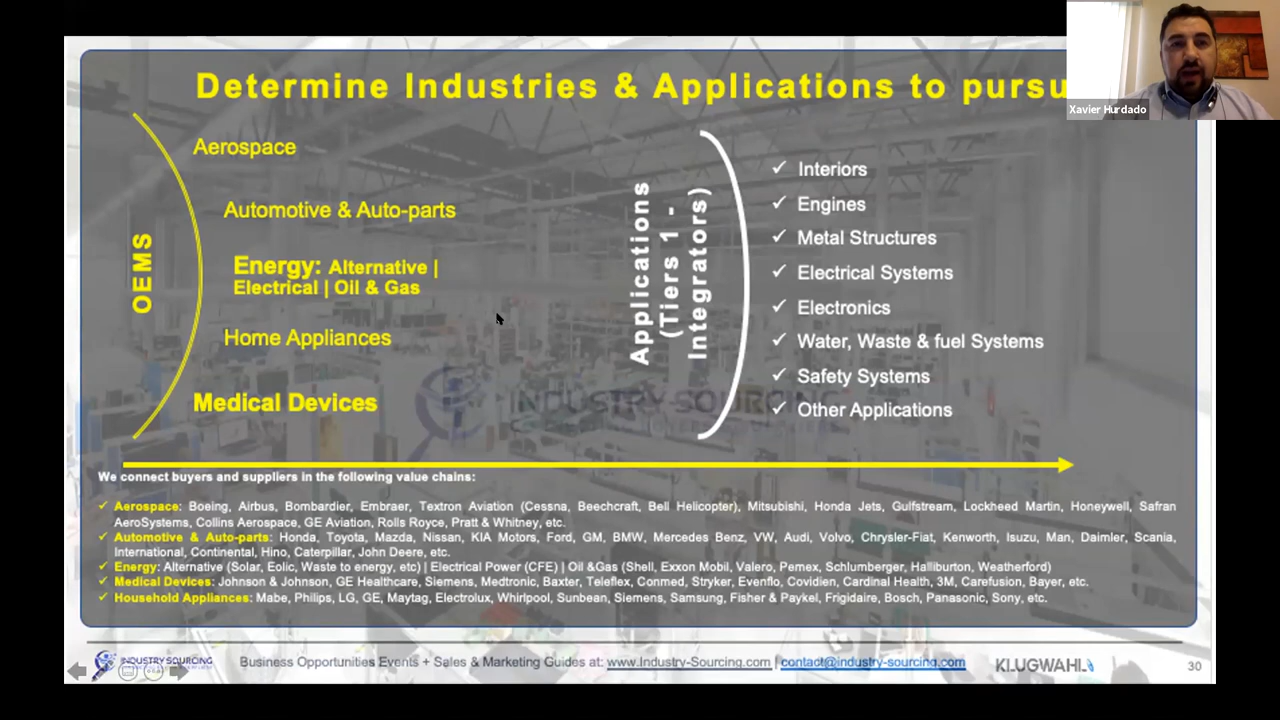 Determine Industries & Applications to pursu
Xavier Hurdado
OEMS
Aerospace
Automotive & Auto-parts
Energy: Alternative |
Electrical | Oil & Gas
Home Appliances
Medical Devices
Applications
(Tiers 1 -
Integrators)
✓ Interiors
✓ Engines
✓ Metal Structures
✓ Electrical Systems
✓ Electronics
✓ Water, Waste & fuel Systems
✓ Safety Systems
✓ Other Applications
INDUSTRY-SOURCING
We connect buyers and suppliers in the following value chains:
✓ Aerospace: Boeing, Airbus, Bombardier, Embraer, Textron Aviation (Cessna, Beechcraft, Bell Helicopter), Mitsubishi, Honda Jets, Gulfstream, Lockheed Martin, Honeywell, Safran
AeroSystems, Collins Aerospace, GE Aviation, Rolls Royce, Pratt & Whitney, etc.
✓ Automotive & Auto-parts: Honda, Toyota, Mazda, Nissan, KIA Motors, Ford, GM, BMW, Mercedes Benz, VW, Audi, Volvo, Chrysler-Fiat, Kenworth, Isuzu, Man, Daimler, Scania,
International, Continental, Hino, Caterpillar, John Deere, etc.
✓ Energy: Alternative (Solar, Eolic, Waste to energy, etc) | Electrical Power (CFE) | Oil &Gas (Shell, Exxon Mobil, Valero, Pemex, Schlumberger, Halliburton, Weatherford)
✓ Medical Devices: Johnson & Johnson, GE Healthcare, Siemens, Medtronic, Baxter, Teleflex, Conmed, Stryker, Evenflo, Covidien, Cardinal Health, 3M, Carefusion, Bayer, etc.
✓ Household Appliances: Mabe, Philips, LG, GE, Maytag, Electrolux, Whirlpool, Sunbean, Siemens, Samsung, Fisher & Paykel, Frigidaire, Bosch, Panasonic, Sony, etc.
INDUSTRY SOURCING
Business Opportunities Events + Sales & Marketing Guides at: www.Industry-Sourcing.com | contact@industry-sourcing.com
KLUGWAHL
30